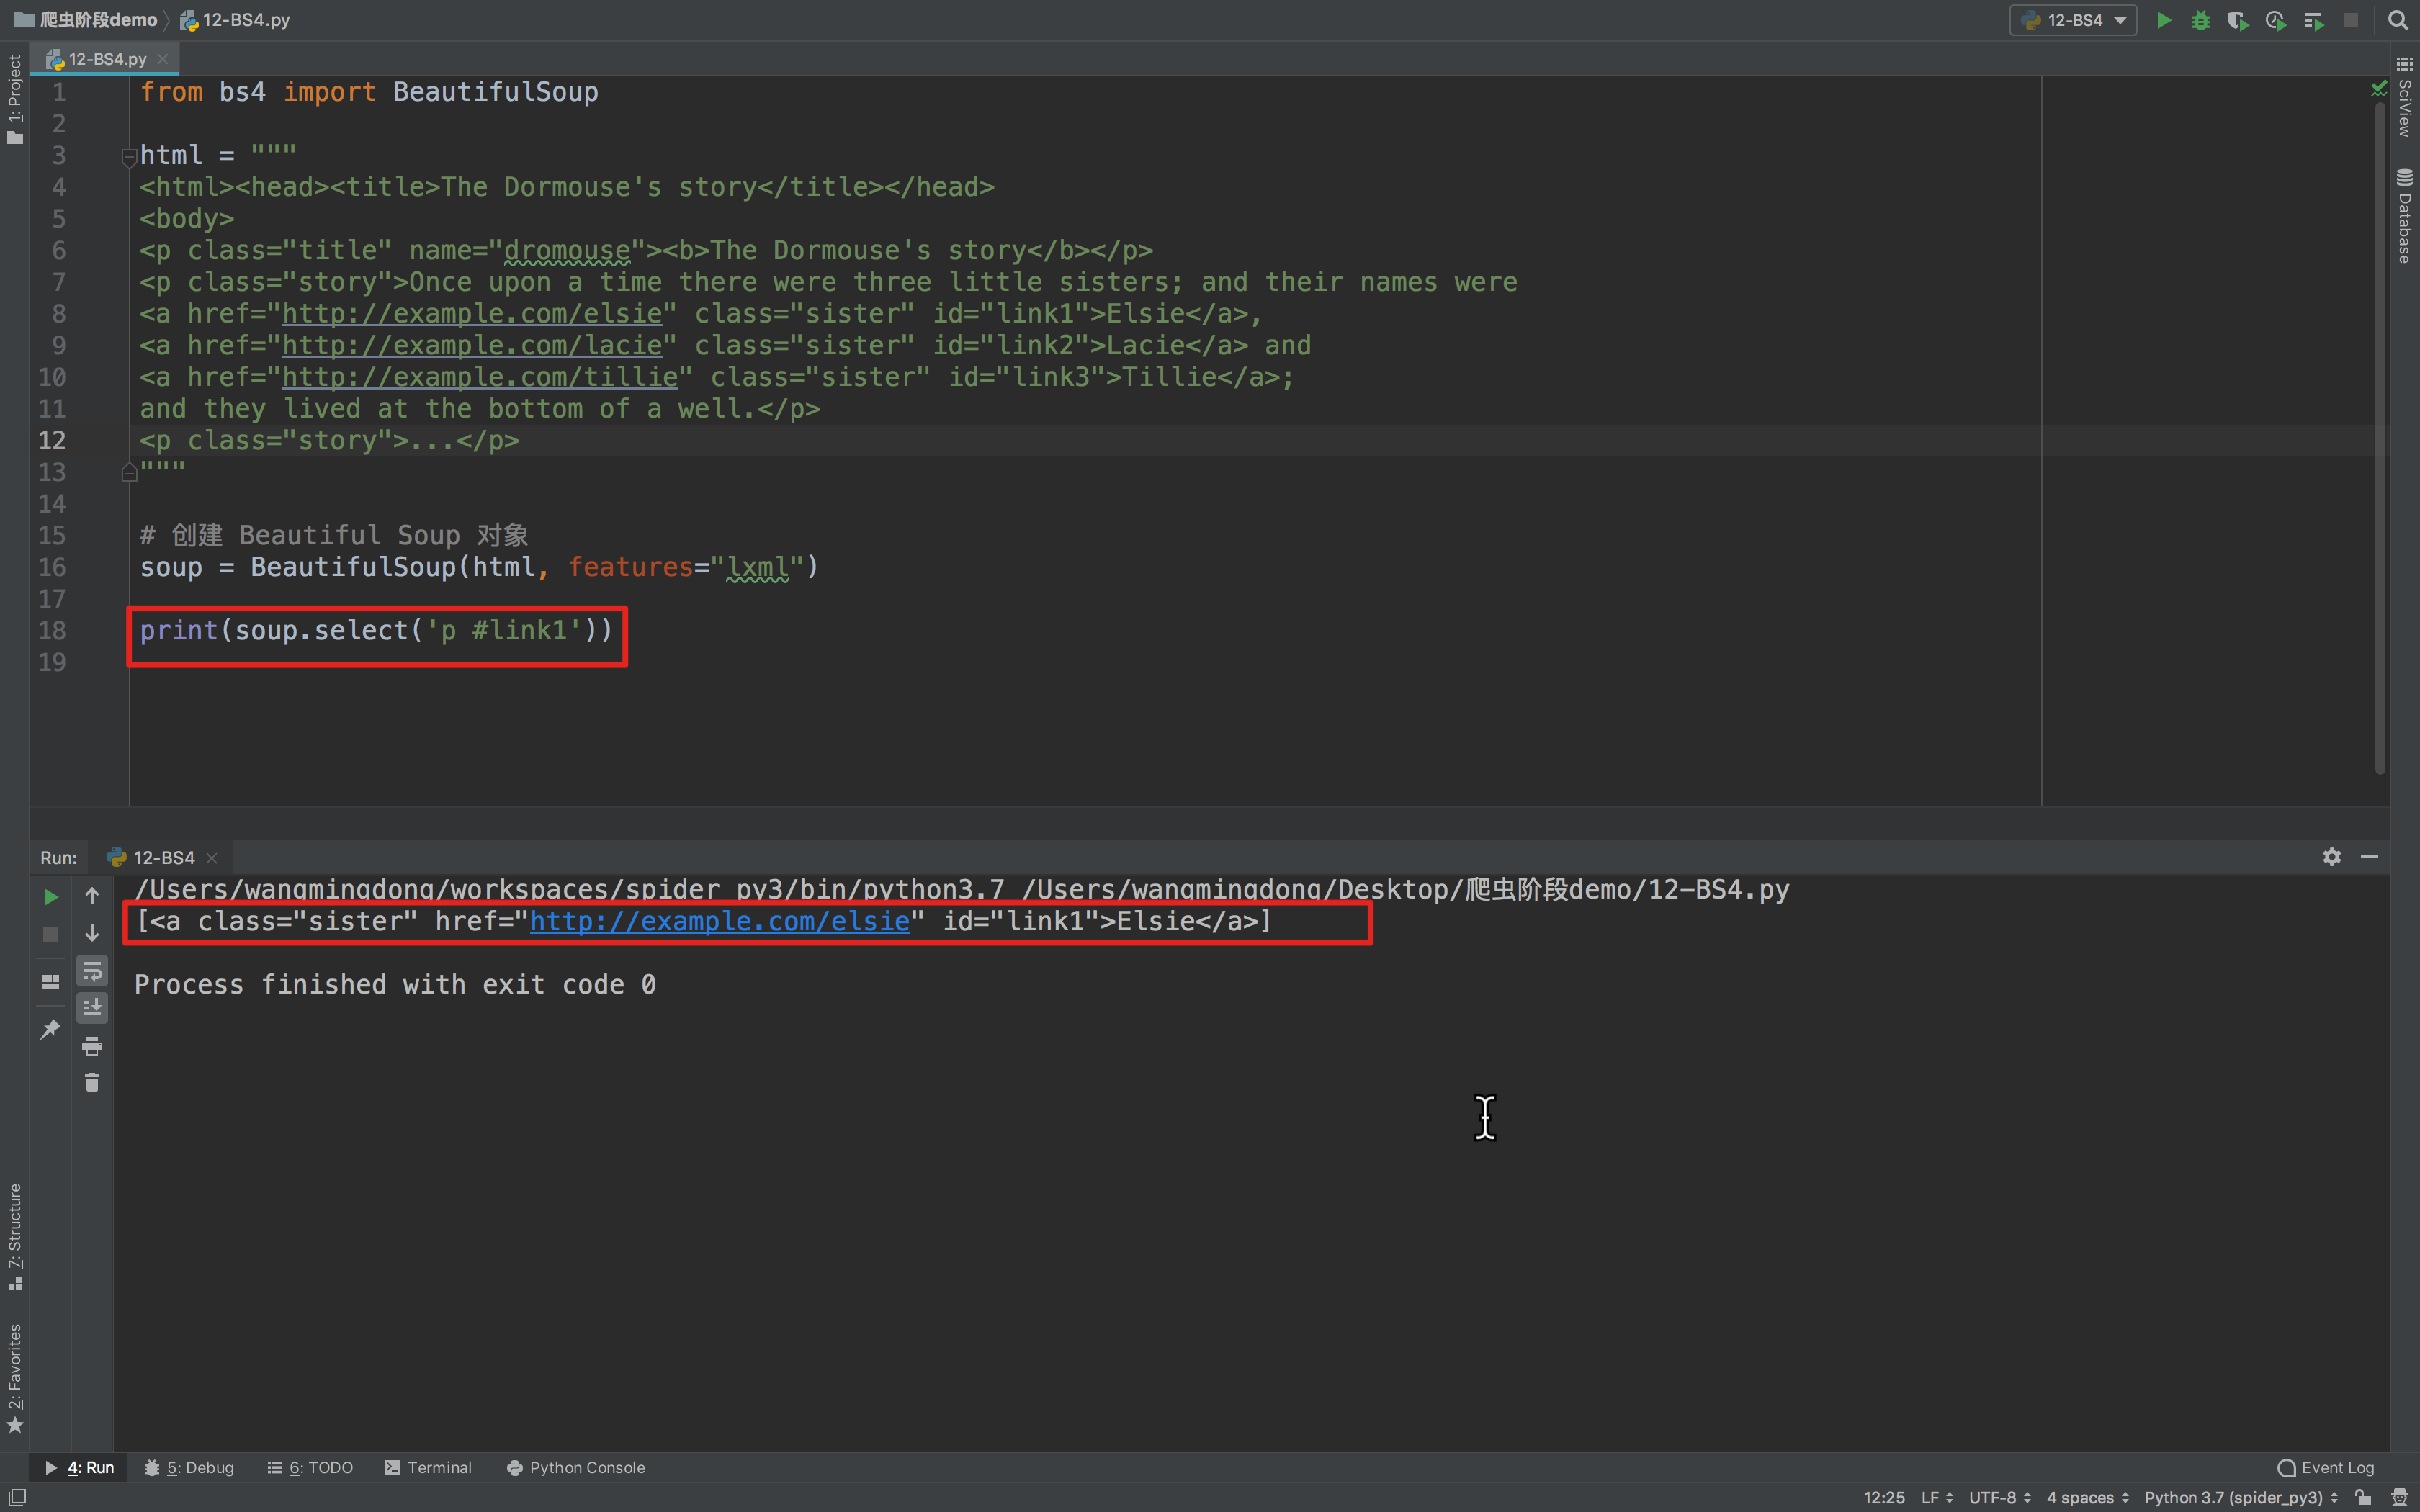 爬虫阶段demo 12-BS4.py
12-BS4
12-BS4.py
1: Project
SciView
Database
1 from bs4 import BeautifulSoup
2
3 html = """
4 <html><head><title>The Dormouse's story</title></head>
5 <body>
6 <p class="title" name="dromouse"><b>The Dormouse's story</b></p>
7 <p class="story">Once upon a time there were three little sisters; and their names were
8 <a href="http://example.com/elsie" class="sister" id="link1">Elsie</a>,
9 <a href="http://example.com/lacie" class="sister" id="link2">Lacie</a> and
10 <a href="http://example.com/tillie" class="sister" id="link3">Tillie</a>;
11 and they lived at the bottom of a well.</p>
12 <p class="story">...</p>
13 """
14
15 # 创建 Beautiful Soup 对象
16 soup = BeautifulSoup(html, features="lxml")
17
18 print(soup.select('p #link1'))
19
Run: 12-BS4
/Users/wangmingdong/workspaces/spider_py3/bin/python3.7 /Users/wangmingdong/Desktop/爬虫阶段demo/12-BS4.py
[<a class="sister" href="http://example.com/elsie" id="link1">Elsie</a>]
Process finished with exit code 0
7: Structure
2: Favorites
4: Run 5: Debug 6: TODO Terminal Python Console Event Log
12:25 LF UTF-8 4 spaces Python 3.7 (spider_py3)